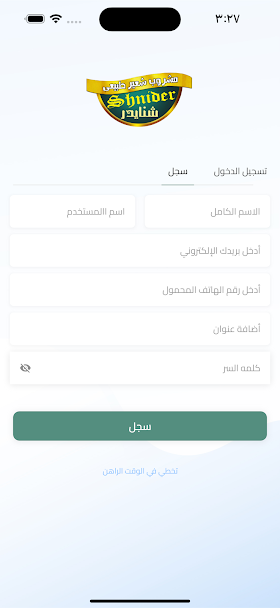 ٣:٢٧
مشروب شعير طبيعي
Shnider
شنايدر
تسجيل الدخول سجل
الاسم الكامل اسم االمستخدم
أدخل بريدك الإلكتروني
أدخل رقم الهاتف المحمول
أضافة عنوان
كلمه السر
سجل
تخطي في الوقت الراهن